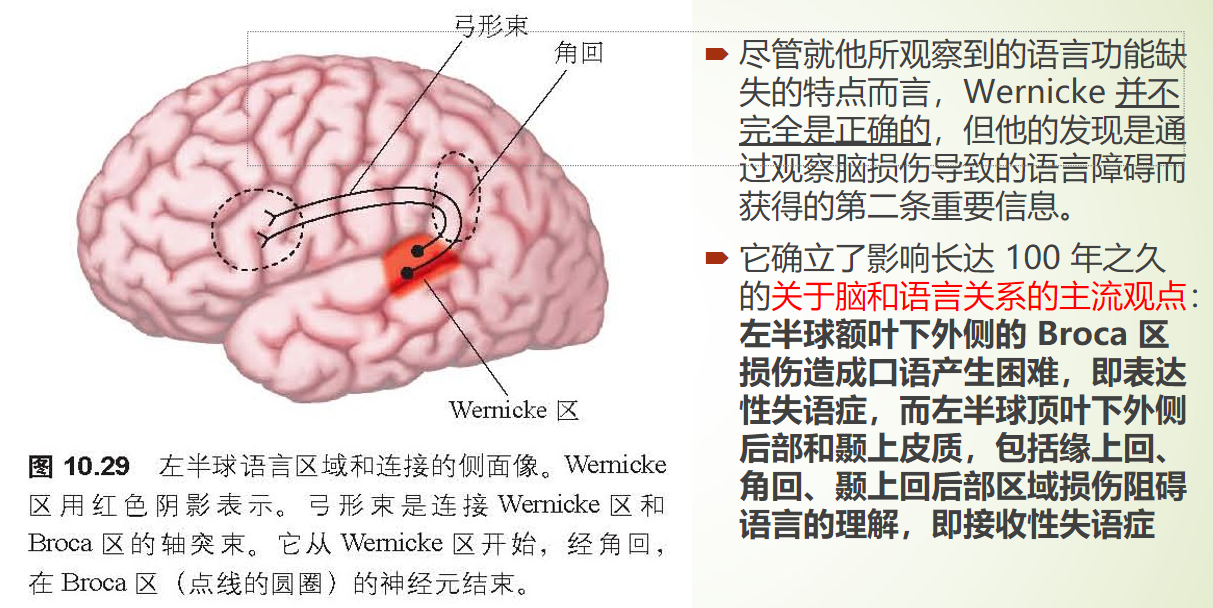 弓形束
角回
Wernicke 区
图 10.29 左半球语言区域和连接的侧面像。Wernicke
区用红色阴影表示。弓形束是连接 Wernicke 区和
Broca 区的轴突束。它从 Wernicke 区开始，经角回，
在 Broca 区（点线的圆圈）的神经元结束。
尽管就他所观察到的语言功能缺
失的特点而言，Wernicke 并不
完全是正确的，但他的发现是通
过观察脑损伤导致的语言障碍而
获得的第二条重要信息。
它确立了影响长达 100 年之久
的关于脑和语言关系的主流观点：
左半球额叶下外侧的 Broca 区
损伤造成口语产生困难，即表达
性失语症，而左半球顶叶下外侧
后部和颞上皮质，包括缘上回、
角回、颞上回后部区域损伤阻碍
语言的理解，即接收性失语症